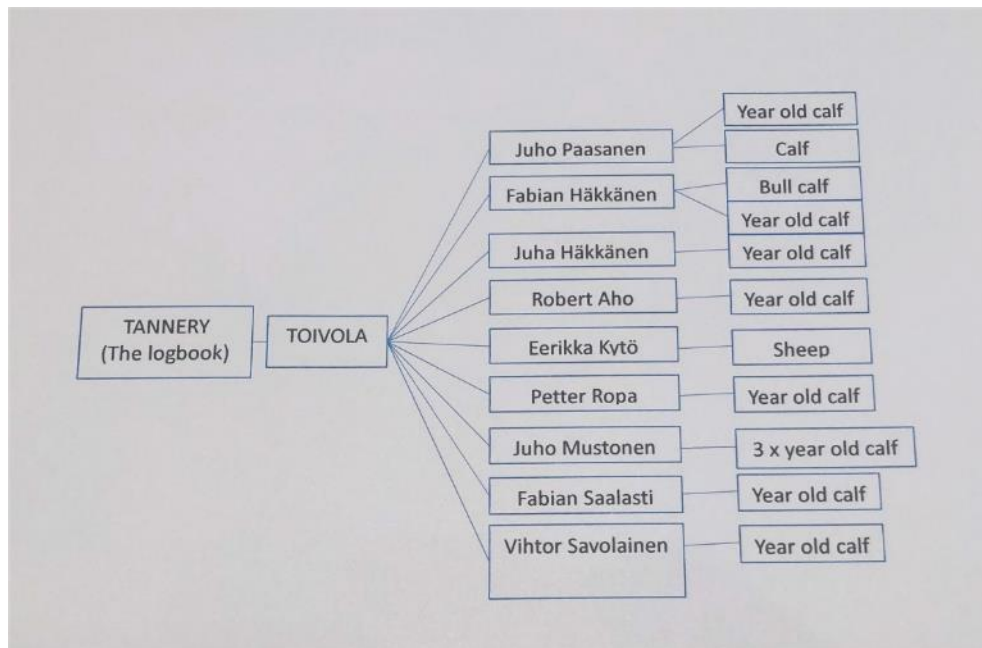 TANNERY
(The logbook)
TOIVOLA
Juho Paasanen
Year old calf
Calf
Fabian Häkkänen
Bull calf
Year old calf
Juha Häkkänen
Year old calf
Robert Aho
Year old calf
Eerikka Kytö
Sheep
Petter Ropa
Year old calf
Juho Mustonen
3 x year old calf
Fabian Saalasti
Year old calf
Vihtor Savolainen
Year old calf